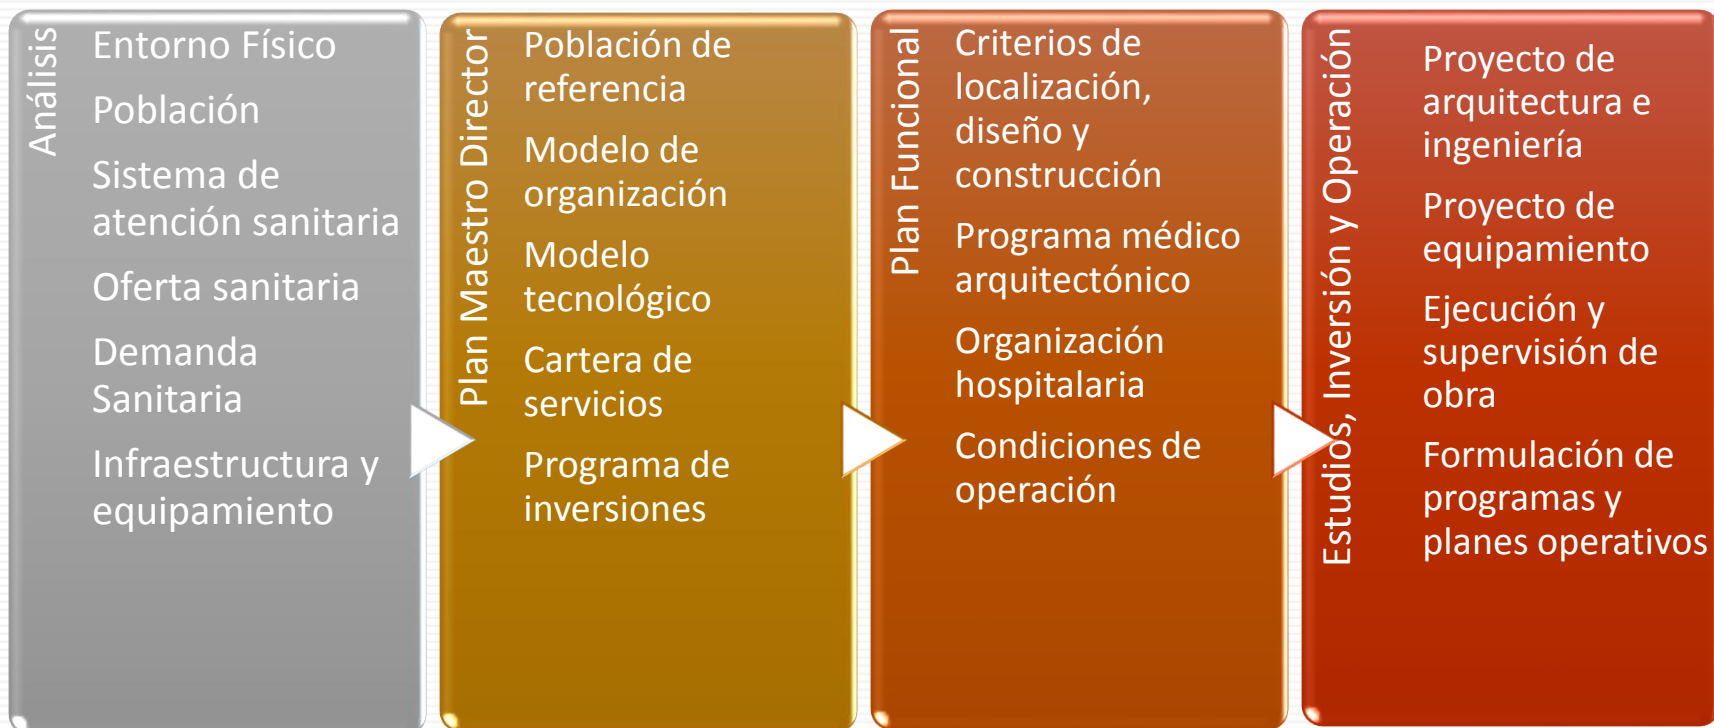 Análisis
Entorno Físico
Población
Sistema de
atención sanitaria
Oferta sanitaria
Demanda
Sanitaria
Infraestructura y
equipamiento
Plan Maestro Director
Población de
referencia
Modelo de
organización
Modelo
tecnológico
Cartera de
servicios
Programa de
inversiones
Plan Funcional
Criterios de
localización,
diseño y
construcción
Programa médico
arquitectónico
Organización
hospitalaria
Condiciones de
operación
Estudios, Inversión y Operación
Proyecto de
arquitectura e
ingeniería
Proyecto de
equipamiento
Ejecución y
supervisión de
obra
Formulación de
programas y
planes operativos